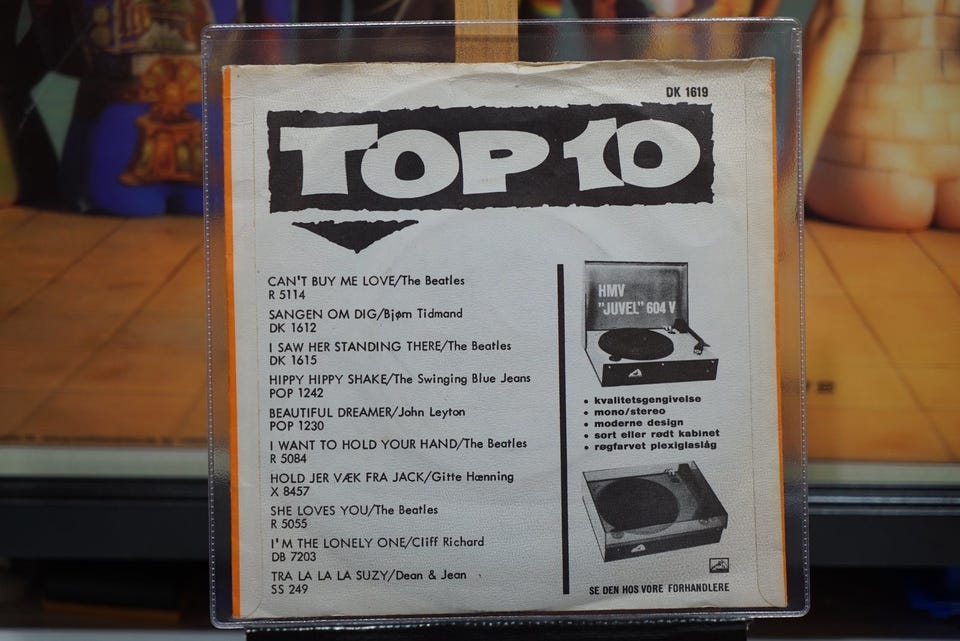 DK 1619
TOP 10
CAN'T BUY ME LOVE/The Beatles
R 5114
SANGEN OM DIG/Bjørn Tidmand
DK 1612
I SAW HER STANDING THERE/The Beatles
DK 1615
HIPPY HIPPY SHAKE/The Swinging Blue Jeans
POP 1242
BEAUTIFUL DREAMER/John Leyton
POP 1230
I WANT TO HOLD YOUR HAND/The Beatles
R 5084
HOLD JER VÆK FRA JACK/Gitte Hænning
X 8457
SHE LOVES YOU/The Beatles
R 5055
I'M THE LONELY ONE/Cliff Richard
DB 7203
TRA LA LA LA SUZY/Dean & Jean
SS 249
HMV
"JUVEL" 604 V
• kvalitetsgengivelse
• mono/stereo
• moderne design
• sort eller rødt kabinet
• røgfarvet plexiglaslåg
SE DEN HOS VORE FORHANDLERE